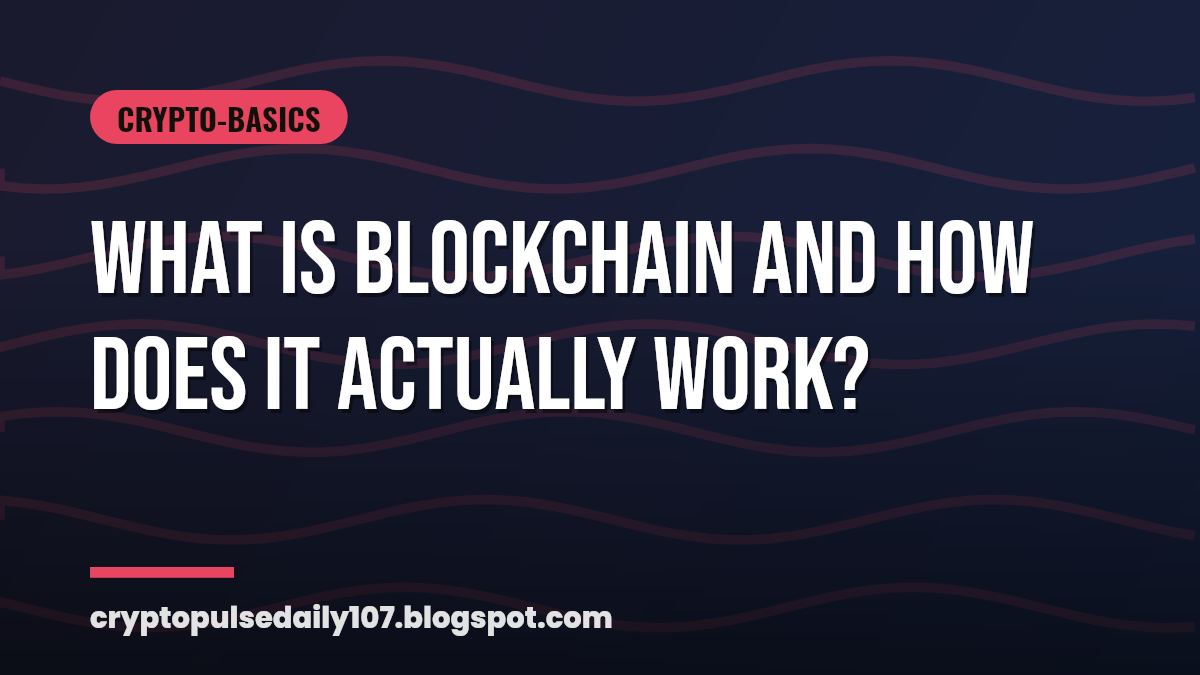 CRYPTO-BASICS
WHAT IS BLOCKCHAIN AND HOW
DOES IT ACTUALLY WORK?
cryptopulsedaily107.blogspot.com